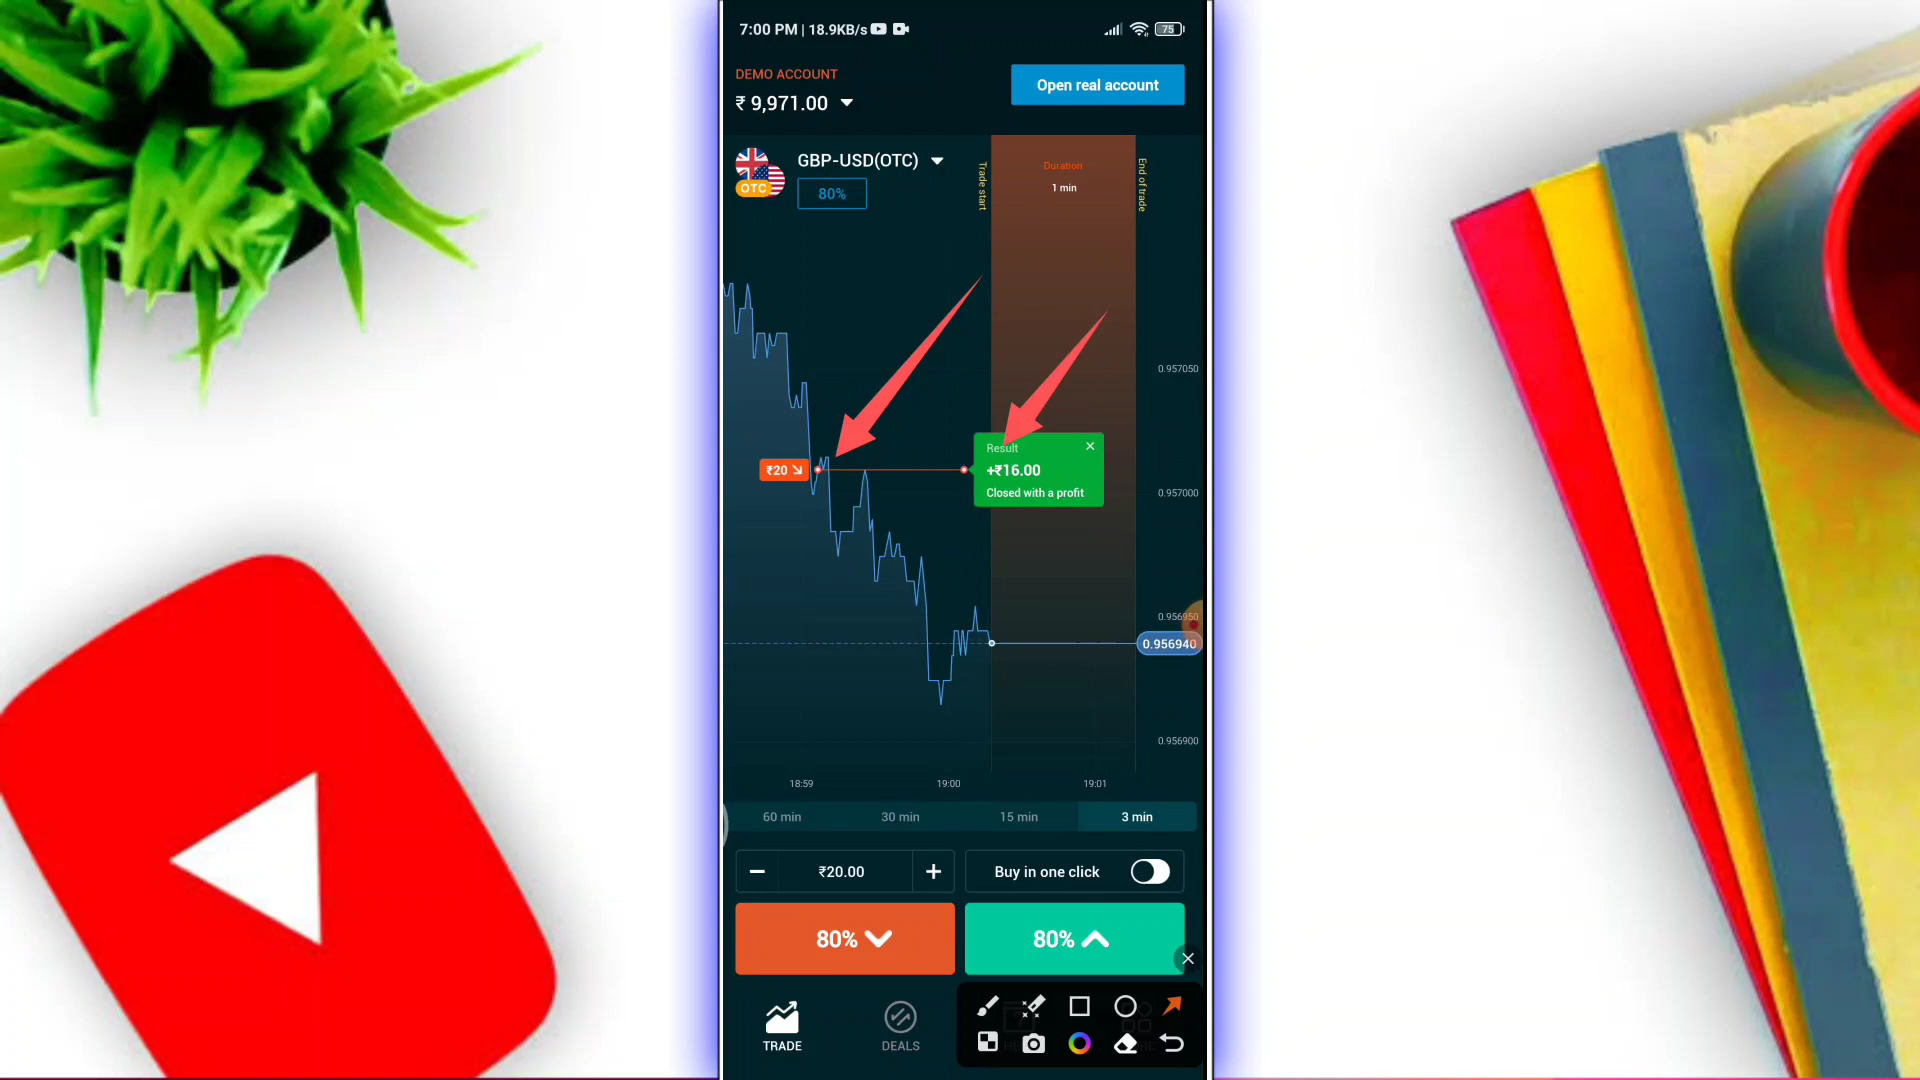 7:00 PM | 18.9KB/s
75
DEMO ACCOUNT
₹ 9,971.00
Open real account
GBP-USD(OTC)
OTC
80%
Trade start
Duration
1 min
End of trade
0.957050
Result
₹20
+₹16.00
Closed with a profit
0.957000
0.956950
0.956940
0.956900
18:59
19:00
19:01
60 min
30 min
15 min
3 min
₹20.00
Buy in one click
80%
80%
TRADE
DEALS